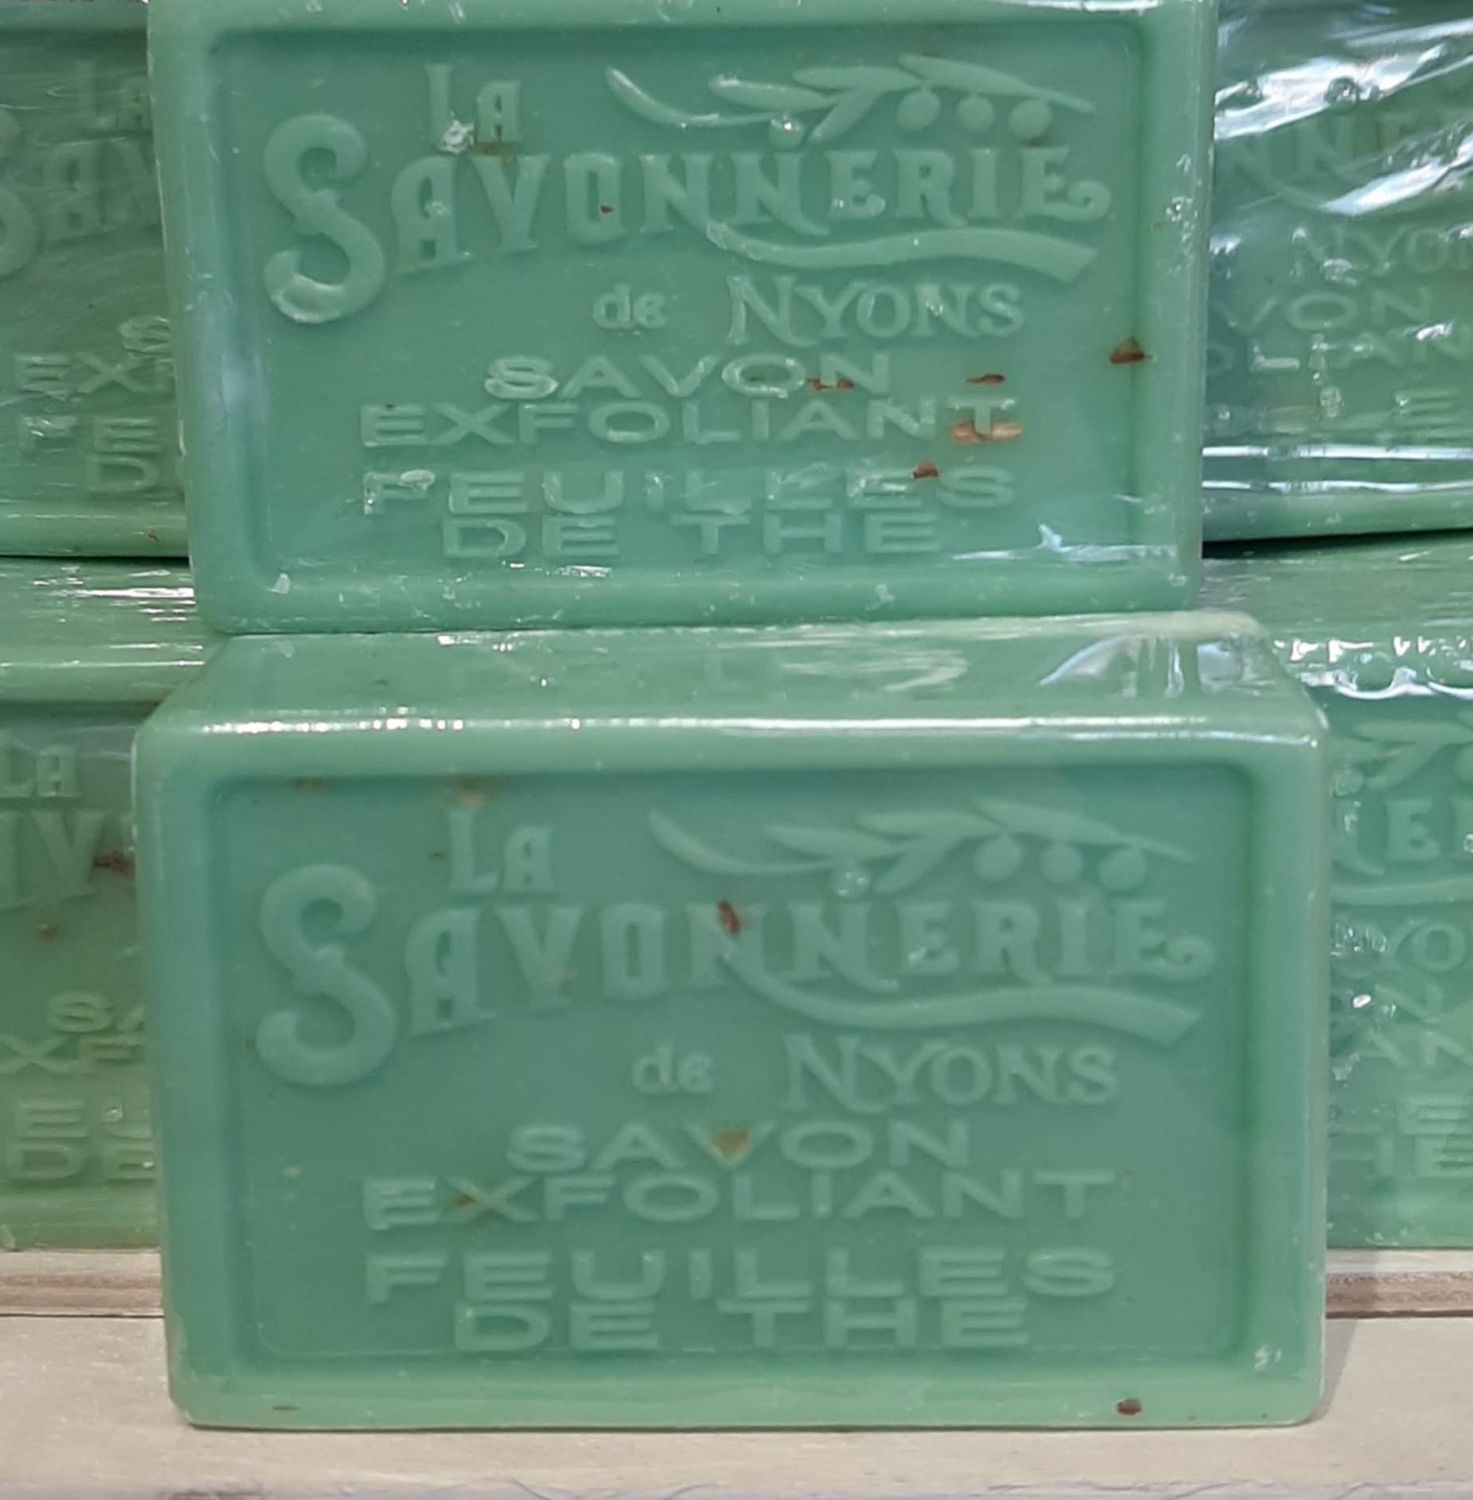 LA
SAVONNERIE
de NYONS
SAVON
EXFOLIANT
FEUILLES
DE THE
LA
SAVONNERIE
de NYONS
SAVON
EXFOLIANT
FEUILLES
DE THE